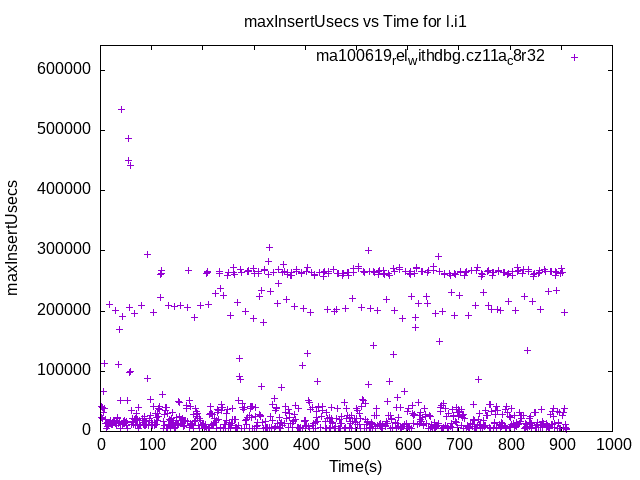 maxInsertUsecs vs Time for l.i1
ma100619relwithdbg.cz11ac8r32
600000
500000
400000
300000
200000
100000
0
maxInsertUsecs
0 100 200 300 400 500 600 700 800 900 1000
Time(s)